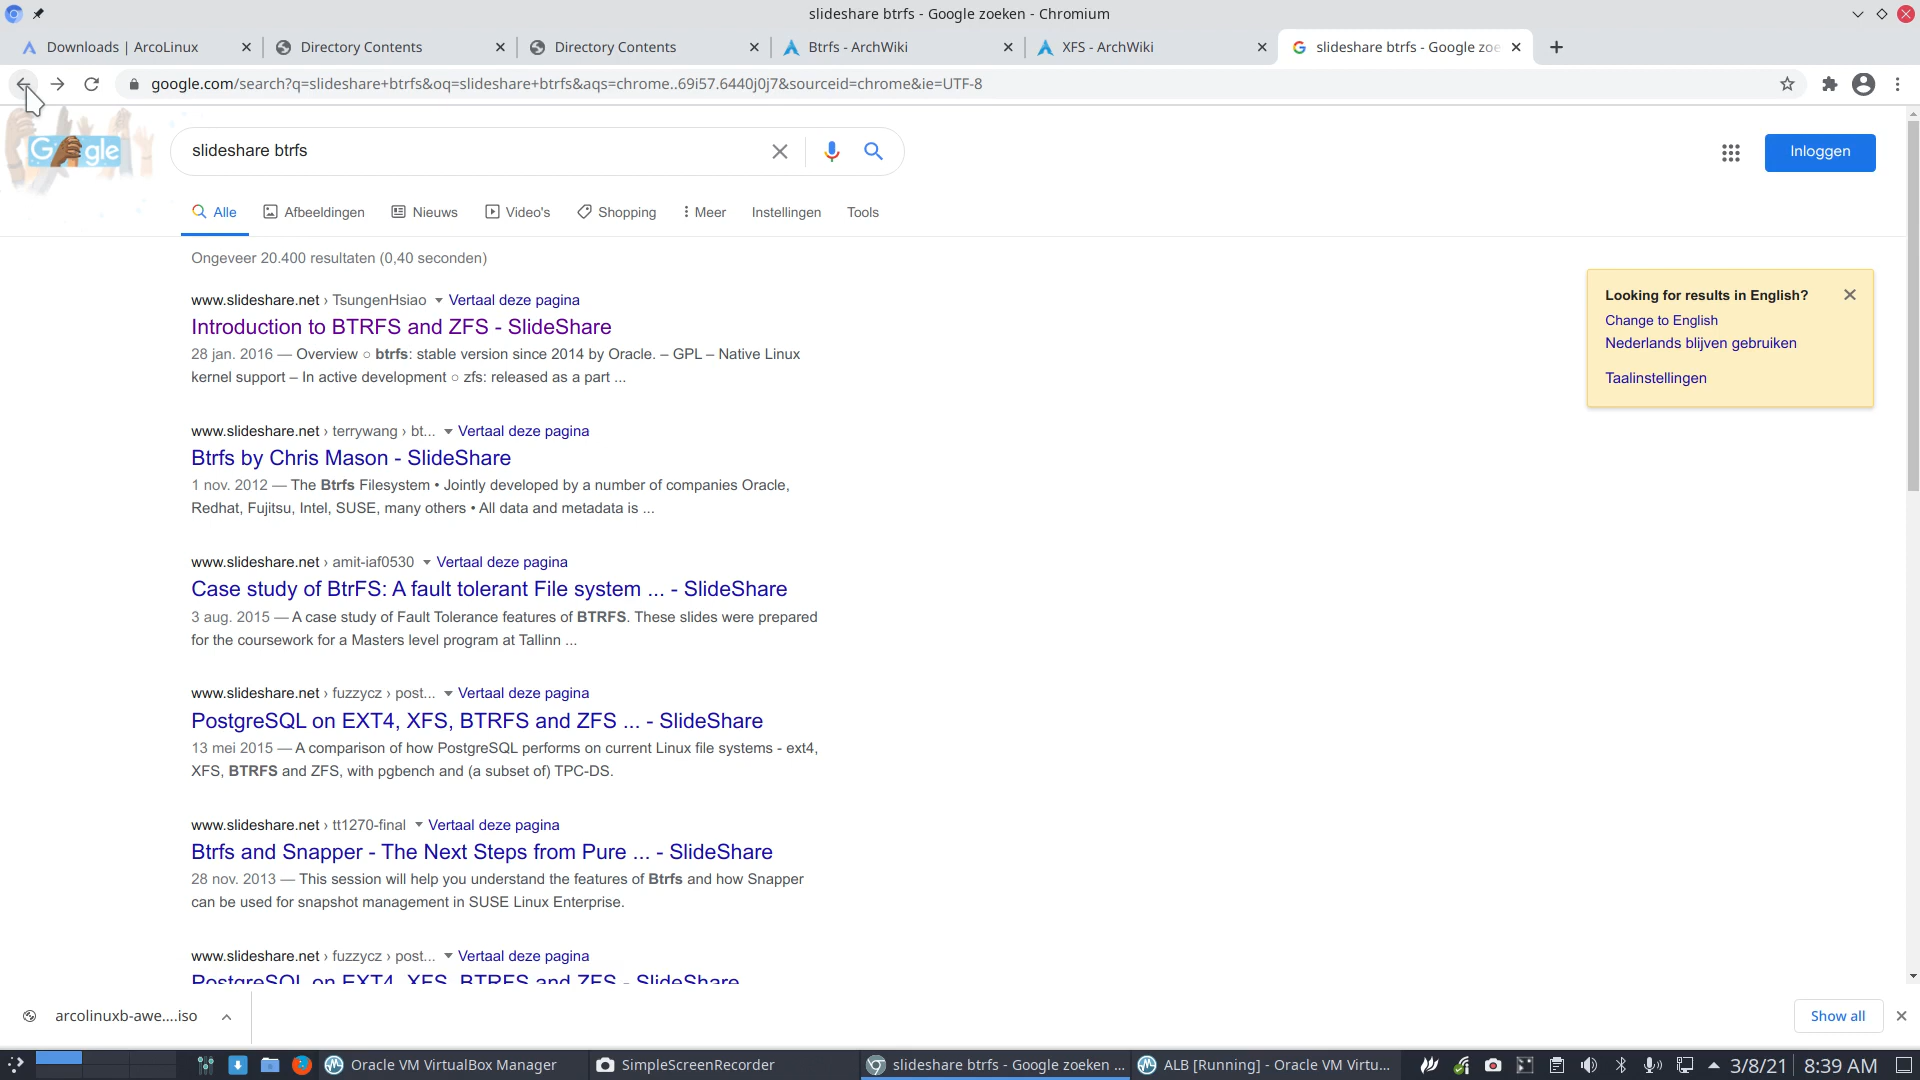 slideshare btrfs - Google zoeken - Chromium
Downloads | ArcoLinux
Directory Contents
Directory Contents
Btrfs - ArchWiki
XFS - ArchWiki
slideshare btrfs - Google zoe
google.com/search?q=slideshare+btrfs&oq=slideshare+btrfs&aqs=chrome..69i57.6440j0j7&sourceid=chrome&ie=UTF-8
Google
slideshare btrfs
Inloggen
Alle Afbeeldingen Nieuws Video's Shopping Meer Instellingen Tools
Ongeveer 20.400 resultaten (0,40 seconden)
www.slideshare.net › TsungenHsiao Vertaal deze pagina
Introduction to BTRFS and ZFS - SlideShare
28 jan. 2016 — Overview ○ btrfs: stable version since 2014 by Oracle. – GPL – Native Linux
kernel support – In active development ○ zfs: released as a part ...
www.slideshare.net › terrywang › bt... Vertaal deze pagina
Btrfs by Chris Mason - SlideShare
1 nov. 2012 — The Btrfs Filesystem • Jointly developed by a number of companies Oracle,
Redhat, Fujitsu, Intel, SUSE, many others • All data and metadata is ...
www.slideshare.net › amit-iaf0530 Vertaal deze pagina
Case study of BtrFS: A fault tolerant File system ... - SlideShare
3 aug. 2015 — A case study of Fault Tolerance features of BTRFS. These slides were prepared
for the coursework for a Masters level program at Tallinn ...
www.slideshare.net › fuzzycz › post... Vertaal deze pagina
PostgreSQL on EXT4, XFS, BTRFS and ZFS ... - SlideShare
13 mei 2015 — A comparison of how PostgreSQL performs on current Linux file systems - ext4,
XFS, BTRFS and ZFS, with pgbench and (a subset of) TPC-DS.
www.slideshare.net › tt1270-final Vertaal deze pagina
Btrfs and Snapper - The Next Steps from Pure ... - SlideShare
28 nov. 2013 — This session will help you understand the features of Btrfs and how Snapper
can be used for snapshot management in SUSE Linux Enterprise.
www.slideshare.net › fuzzycz › post... Vertaal deze pagina
PostgreSQL on EXT4, XFS, BTRFS and ZFS - SlideShare
Looking for results in English?
Change to English
Nederlands blijven gebruiken
Taalinstellingen
arcolinuxb-awe....iso
Show all
Oracle VM VirtualBox Manager
SimpleScreenRecorder
slideshare btrfs - Google zoeken ...
ALB [Running] - Oracle VM Virtu...
3/8/21
8:39 AM